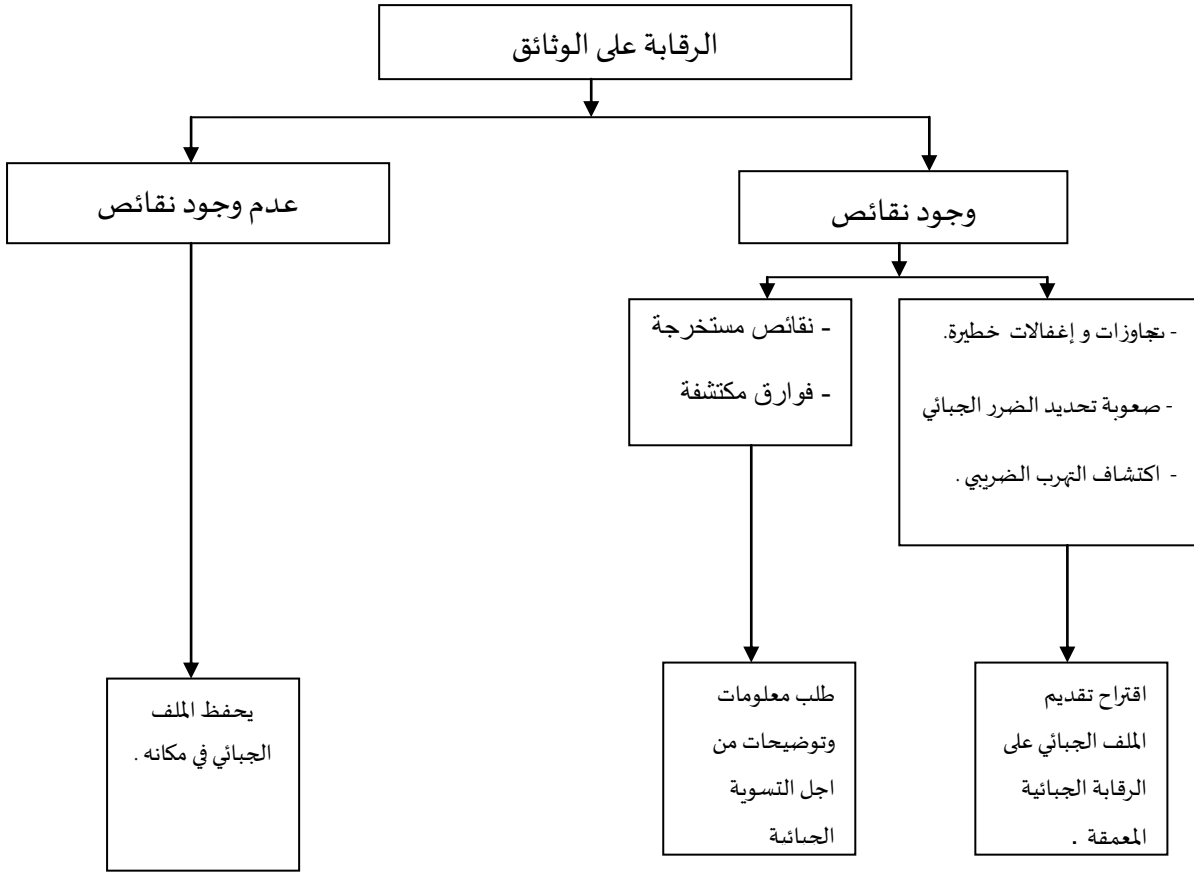 الرقابة على الوثائق
وجود نقائص
عدم وجود نقائص
- تجاوزات و إغفالات خطيرة.
- صعوبة تحديد الضرر الجبائي
- اكتشاف التهرب الضريبي .
- نقائص مستخرجة
- فوارق مكتشفة
اقتراح تقديم
الملف الجبائي على
الرقابة الجبائية
المعمقة .
طلب معلومات
وتوضيحات من
اجل التسوية
الجبائية
يحفظ الملف
الجبائي في مكانه .